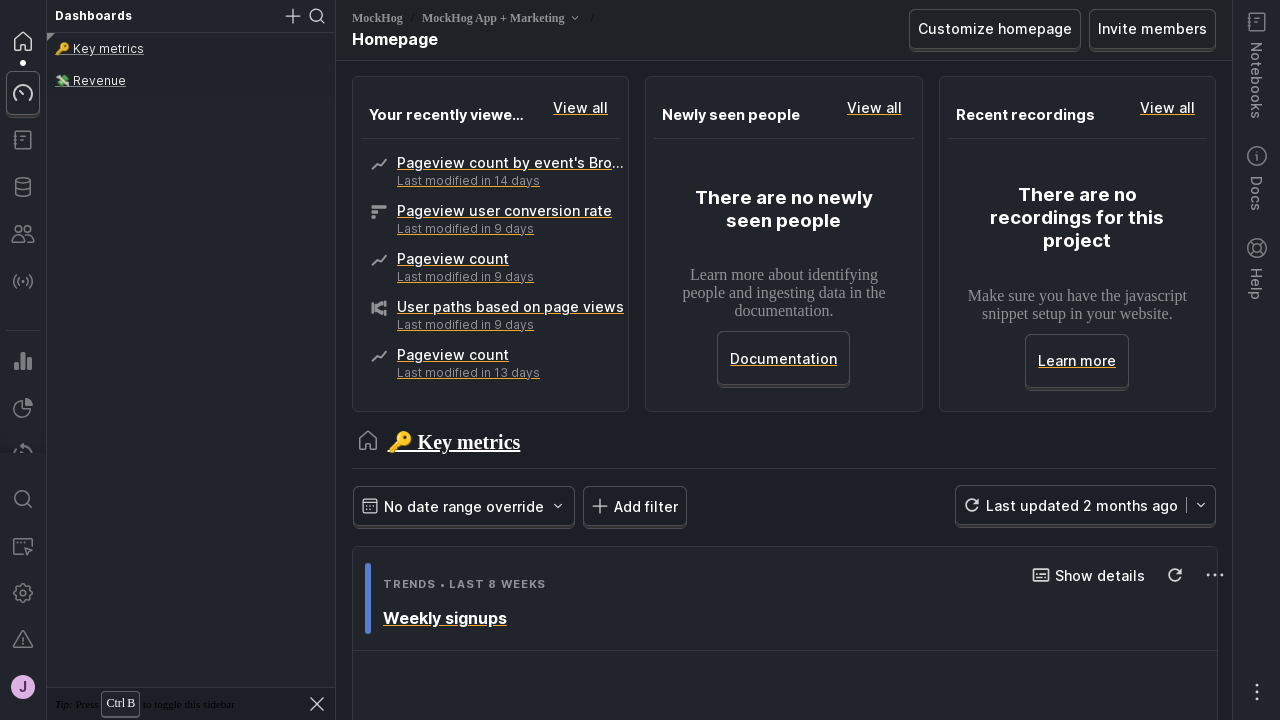 Dashboards
🔑 Key metrics
💸 Revenue
Tip: Press Ctrl B to toggle this sidebar
J
MockHog / MockHog App + Marketing /
Homepage
Customize homepage
Invite members
Your recently viewe...
View all
Pageview count by event's Bro...
Last modified in 14 days
Pageview user conversion rate
Last modified in 9 days
Pageview count
Last modified in 9 days
User paths based on page views
Last modified in 9 days
Pageview count
Last modified in 13 days
Newly seen people
View all
There are no newly
seen people
Learn more about identifying
people and ingesting data in the
documentation.
Documentation
Recent recordings
View all
There are no
recordings for this
project
Make sure you have the javascript
snippet setup in your website.
Learn more
🔑 Key metrics
No date range override
Add filter
Last updated 2 months ago
TRENDS • LAST 8 WEEKS
Show details
Weekly signups
Notebooks
Docs
Help